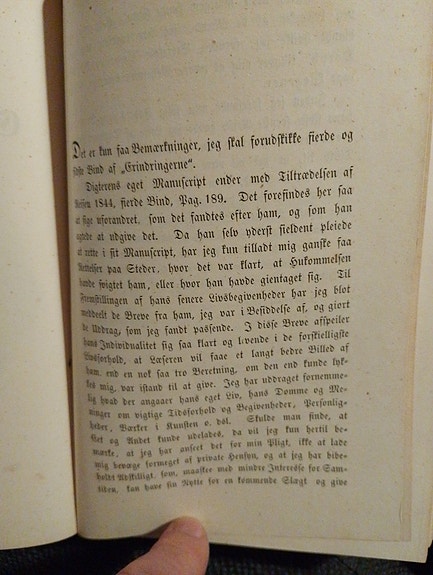 Det er kun faa Bemærkninger, jeg skal forudskikke fierde og
sidste Bind af „Erindringerne“.
Digterens eget Manuscript ender med Tiltrædelsen af
Reisen 1844, fierde Bind, Pag. 189. Det forefindes her saa
at sige uforandret, som det fandtes efter ham, og som han
agtede at udgive det. Da han selv yderst sieldent pleiede
at rette i sit Manuscript, har jeg kun tilladt mig ganske faa
Rettelser paa Steder, hvor det var klart, at Hukommelsen
havde svigtet ham, eller hvor han havde gientaget sig. Til
Fremstillingen af hans senere Livsbegivenheder har jeg blot
meddeelt de Breve fra ham, jeg var i Besiddelse af, og giort
de Uddrag, som jeg fandt passende. I disse Breve afspeiler
hans Individualitet sig saa klart og levende i de forskielligste
Livsforhold, at Læseren vil faae et langt bedre Billed af
ham, end en nok saa tro Beretning, om den end kunde lyk-
kes mig, var istand til at give. Jeg har uddraget fornemme-
lig hvad der angaaer hans eget Liv, hans Domme og Me-
ninger om vigtige Tidsforhold og Begivenheder, Personlig-
heder, Værker i Kunsten o. dsl. Skulde man finde, at
Eet og Andet kunde udelades, da vil jeg kun hertil be-
mærke, at jeg har anseet det for min Pligt, ikke at lade
mig bevæge formeget af private Hensyn, og at jeg har bibe-
holdt Adskilligt, som, maaskee med mindre Interesse for Sam-
tiden, kan have sin Nytte for en kommende Slægt og give